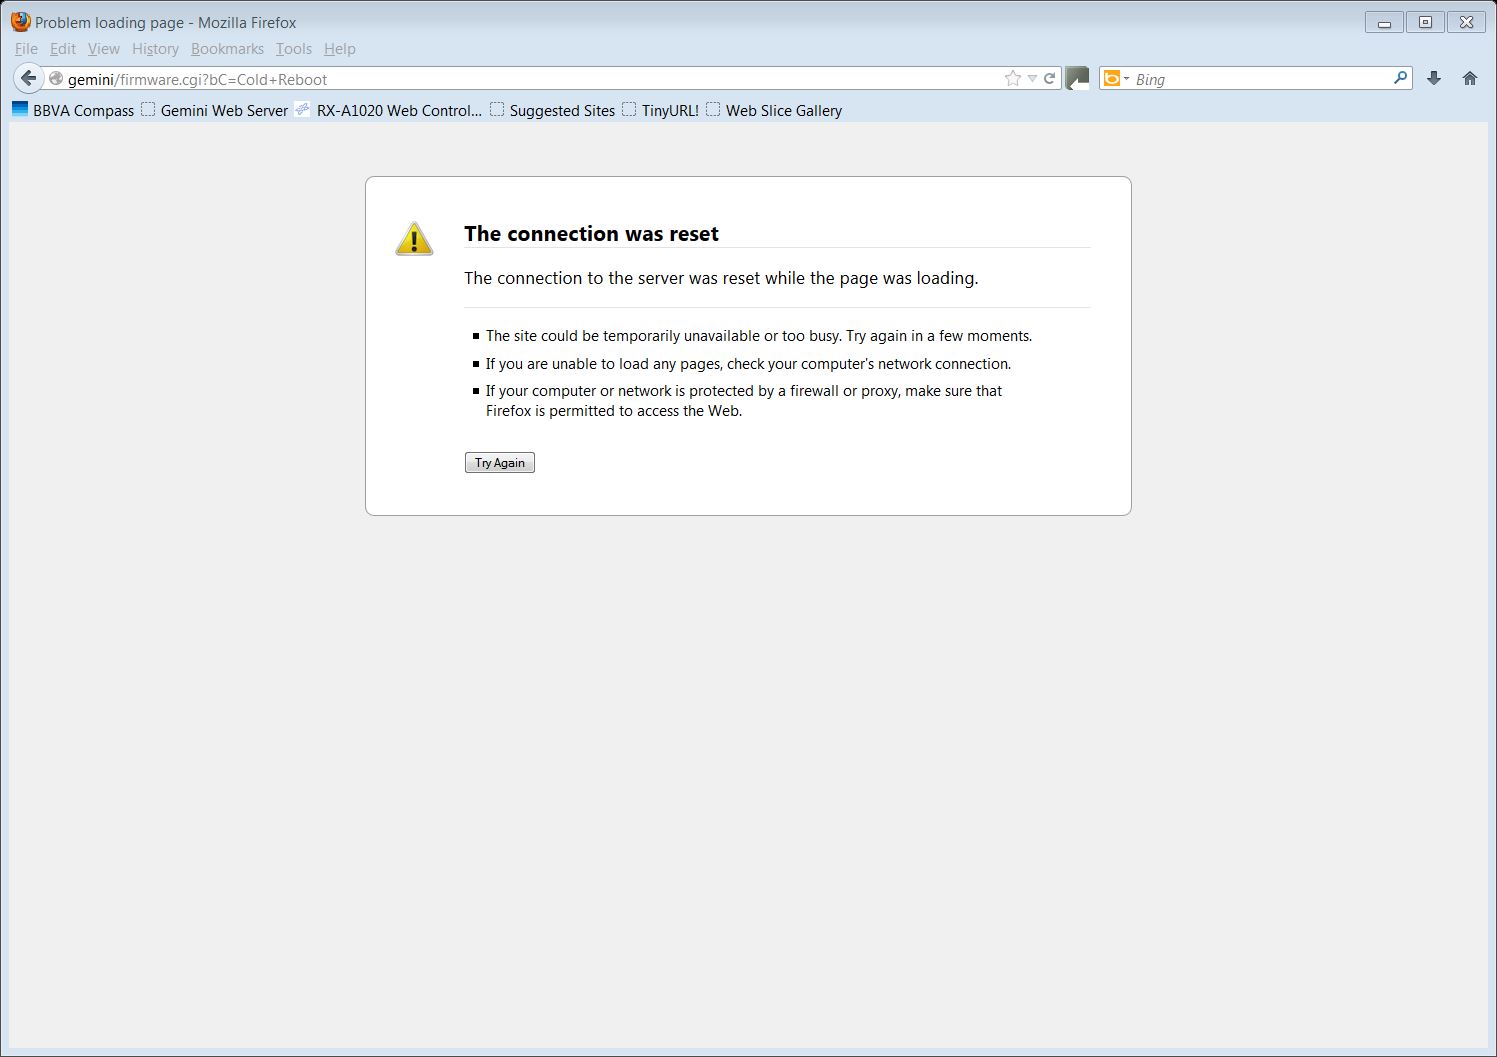 Problem loading page - Mozilla Firefox
File Edit View History Bookmarks Tools Help
gemini/firmware.cgi?bC=Cold+Reboot Bing
BBVA Compass Gemini Web Server RX-A1020 Web Control... Suggested Sites TinyURL! Web Slice Gallery
The connection was reset
The connection to the server was reset while the page was loading.
The site could be temporarily unavailable or too busy. Try again in a few moments.
If you are unable to load any pages, check your computer's network connection.
If your computer or network is protected by a firewall or proxy, make sure that
Firefox is permitted to access the Web.
Try Again